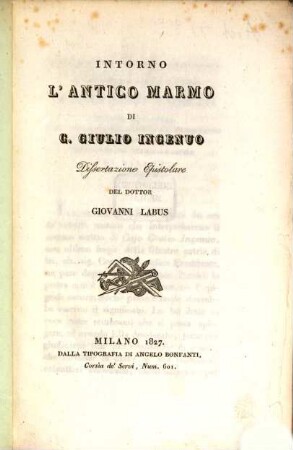 INTORNO
L' ANTICO MARMO
DI
G. GIULIO INGENUO
Dissertazione Epistolare
DEL DOTTOR
GIOVANNI LABUS
MILANO 1827.
DALLA TIPOGRAFIA DI ANGELO BONFANTI,
Corsia de' Servi, Num. 601.